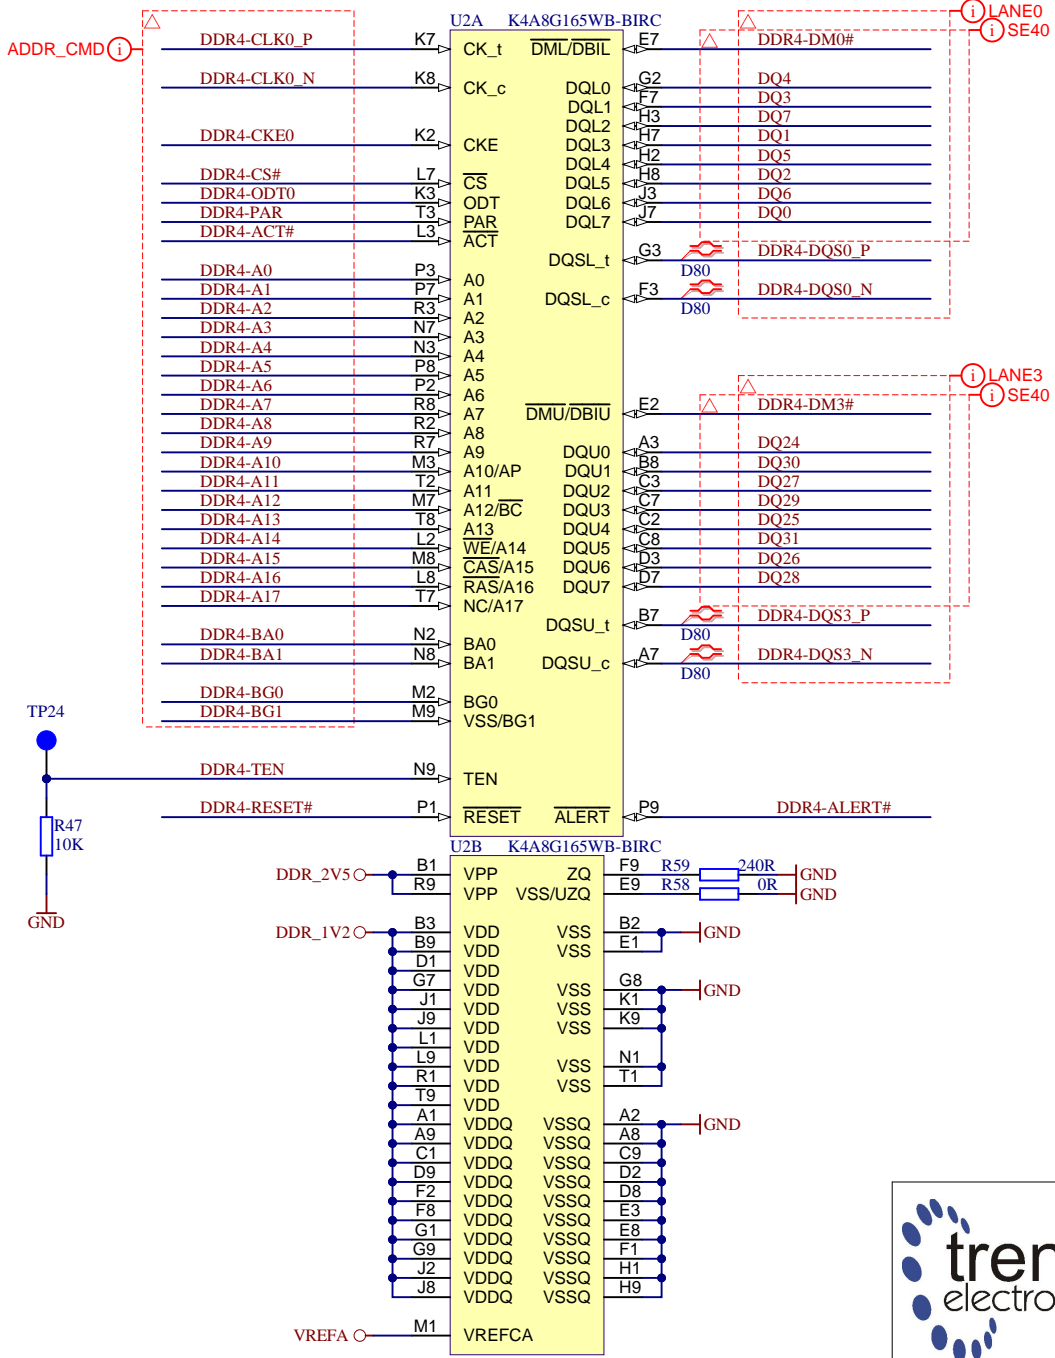 U2A K4A8G165WB-BIRC
LANE0
SE40
ADDR_CMD i
DDR4-CLK0_P K7 CK_t DML/DBIL E7 DDR4-DM0#
DDR4-CLK0_N K8 CK_c DQL0 G2 DQ4
DQL1 F7 DQ3
DQL2 H3 DQ7
DDR4-CKE0 K2 CKE DQL3 H7 DQ1
DQL4 H2 DQ5
DDR4-CS# L7 CS DQL5 H8 DQ2
DDR4-ODT0 K3 ODT DQL6 J3 DQ6
DDR4-PAR T3 PAR DQL7 J7 DQ0
DDR4-ACT# L3 ACT
DQSL_t G3 D80 DDR4-DQS0_P
DDR4-A0 P3 A0
DDR4-A1 P7 A1 DQSL_c F3 D80 DDR4-DQS0_N
DDR4-A2 R3 A2
DDR4-A3 N7 A3
DDR4-A4 N3 A4
DDR4-A5 P8 A5 i LANE3
DDR4-A6 P2 A6 i SE40
DDR4-A7 R8 A7 DMU/DBIU E2 DDR4-DM3#
DDR4-A8 R2 A8
DDR4-A9 R7 A9 DQU0 A3 DQ24
DDR4-A10 M3 A10/AP DQU1 B8 DQ30
DDR4-A11 T2 A11 DQU2 C3 DQ27
DDR4-A12 M7 A12/BC DQU3 C7 DQ29
DDR4-A13 T8 A13 DQU4 C2 DQ25
DDR4-A14 L2 WE/A14 DQU5 C8 DQ31
DDR4-A15 M8 CAS/A15 DQU6 D3 DQ26
DDR4-A16 L8 RAS/A16 DQU7 D7 DQ28
DDR4-A17 T7 NC/A17
DQSU_t B7 D80 DDR4-DQS3_P
DDR4-BA0 N2 BA0
DDR4-BA1 N8 BA1 DQSU_c A7 D80 DDR4-DQS3_N
DDR4-BG0 M2 BG0
DDR4-BG1 M9 VSS/BG1
TP24
DDR4-TEN N9 TEN
DDR4-RESET# P1 RESET ALERT P9 DDR4-ALERT#
R47
10K
GND
U2B K4A8G165WB-BIRC
DDR_2V5 B1 VPP ZQ F9 R59 240R GND
R9 VPP VSS/UZQ E9 R58 0R GND
DDR_1V2 B3 VDD VSS B2 GND
B9 VDD VSS E1
D1 VDD
G7 VDD VSS G8 GND
J1 VDD VSS K1
J9 VDD VSS K9
L1 VDD
L9 VDD VSS N1
R1 VDD VSS T1
T9 VDD
A1 VDDQ VSSQ A2 GND
A9 VDDQ VSSQ A8
C1 VDDQ VSSQ C9
D9 VDDQ VSSQ D2
F2 VDDQ VSSQ D8
F8 VDDQ VSSQ E3
G1 VDDQ VSSQ E8
G9 VDDQ VSSQ F1
J2 VDDQ VSSQ H1
J8 VDDQ VSSQ H9
VREFA M1 VREFCA
tren
electro